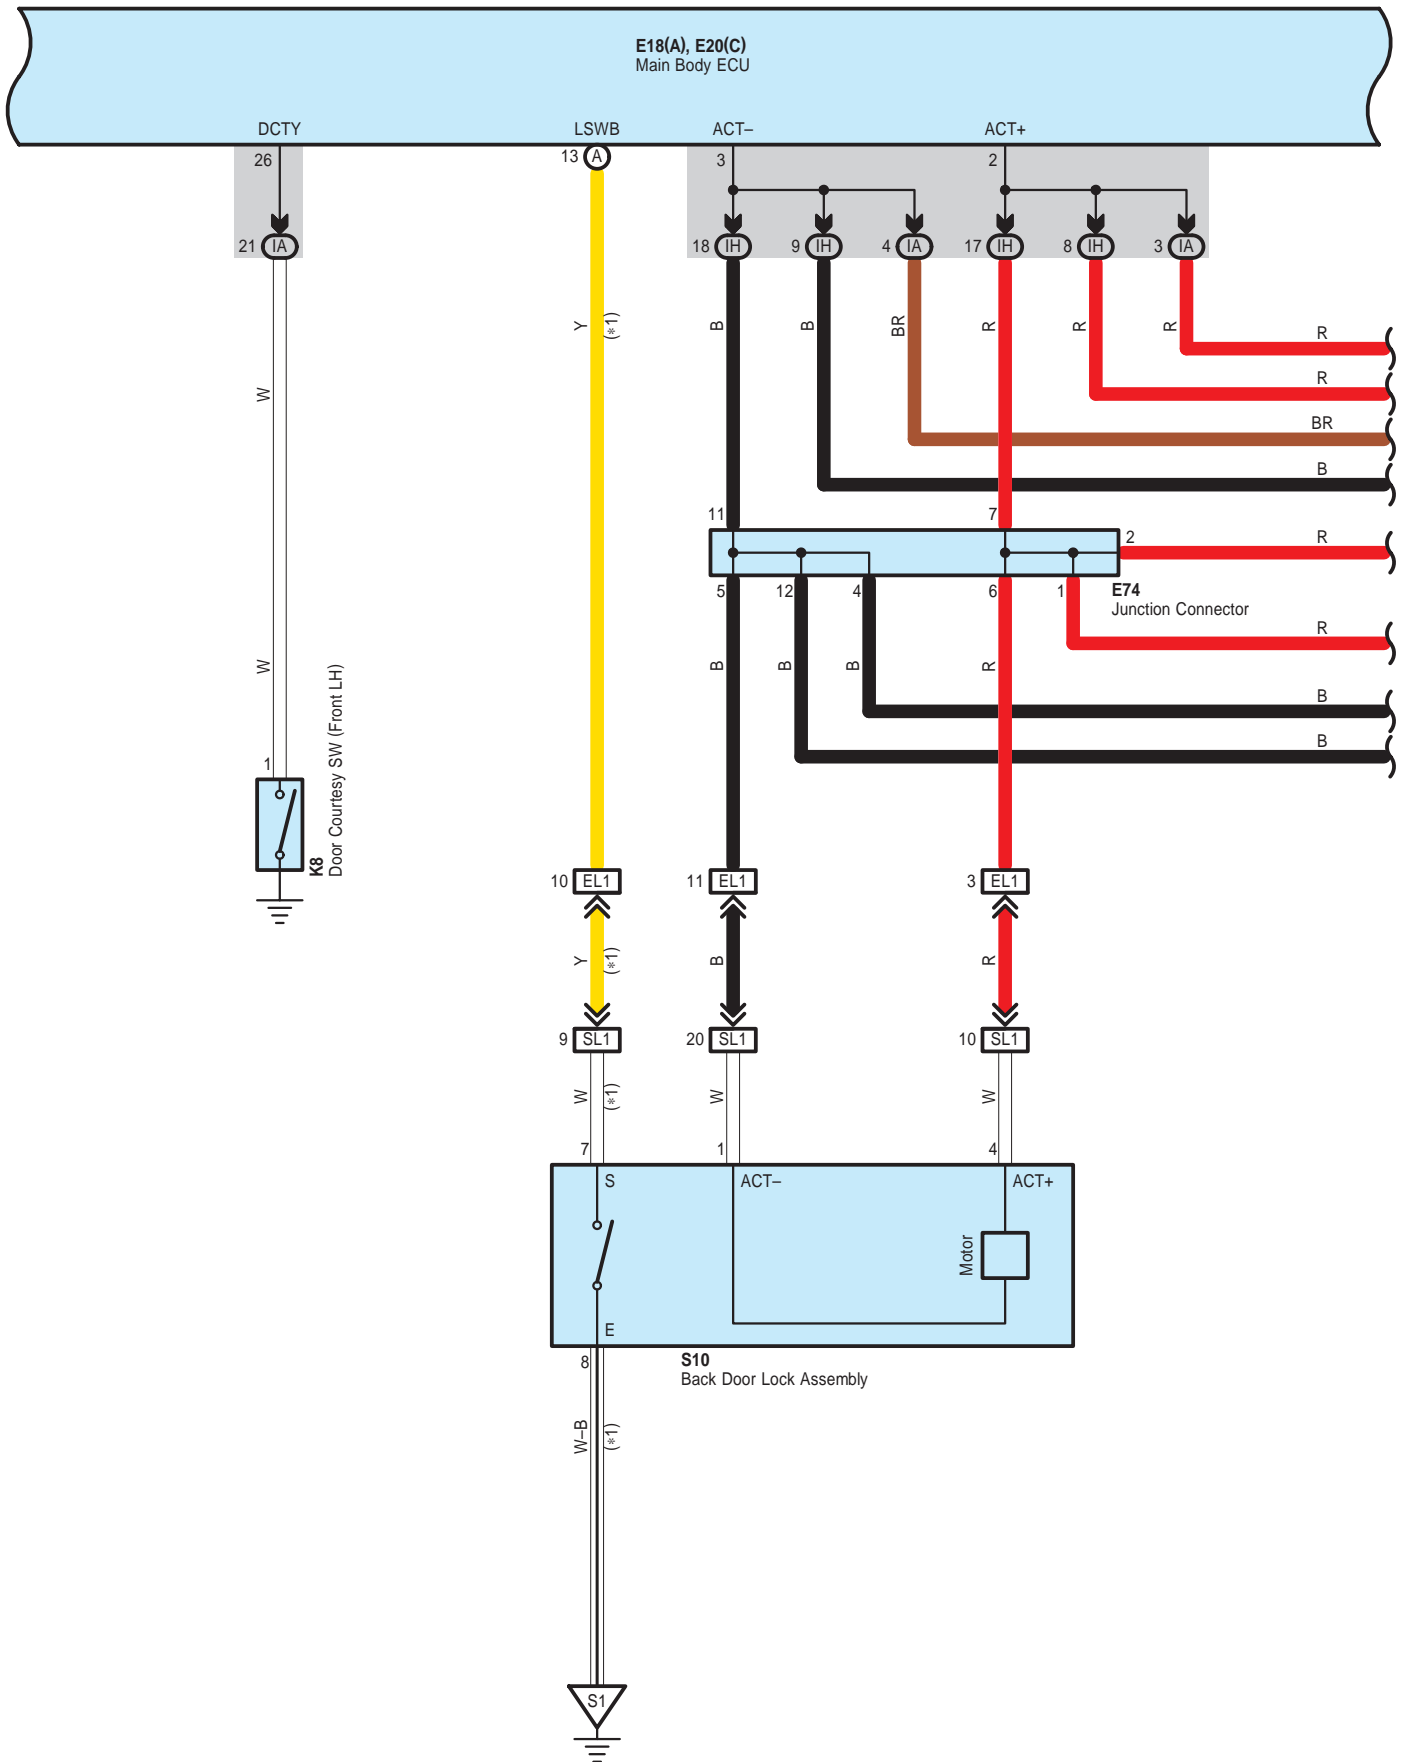 E18(A), E20(C)
Main Body ECU
DCTY
LSWB
ACT−
ACT+
26
13
A
3
2
21
IA
18
IH
9
IH
4
IA
17
IH
8
IH
3
IA
Y
(*1)
B
B
BR
R
R
R
R
R
BR
B
W
11
7
2
R
5
12
4
6
1
E74
Junction Connector
R
W
B
B
B
R
B
B
1
K8
Door Courtesy SW (Front LH)
10
EL1
11
EL1
3
EL1
Y
(*1)
B
R
9
SL1
20
SL1
10
SL1
W
(*1)
W
W
7
1
4
S
ACT−
ACT+
Motor
E
8
S10
Back Door Lock Assembly
W−B
(*1)
S1